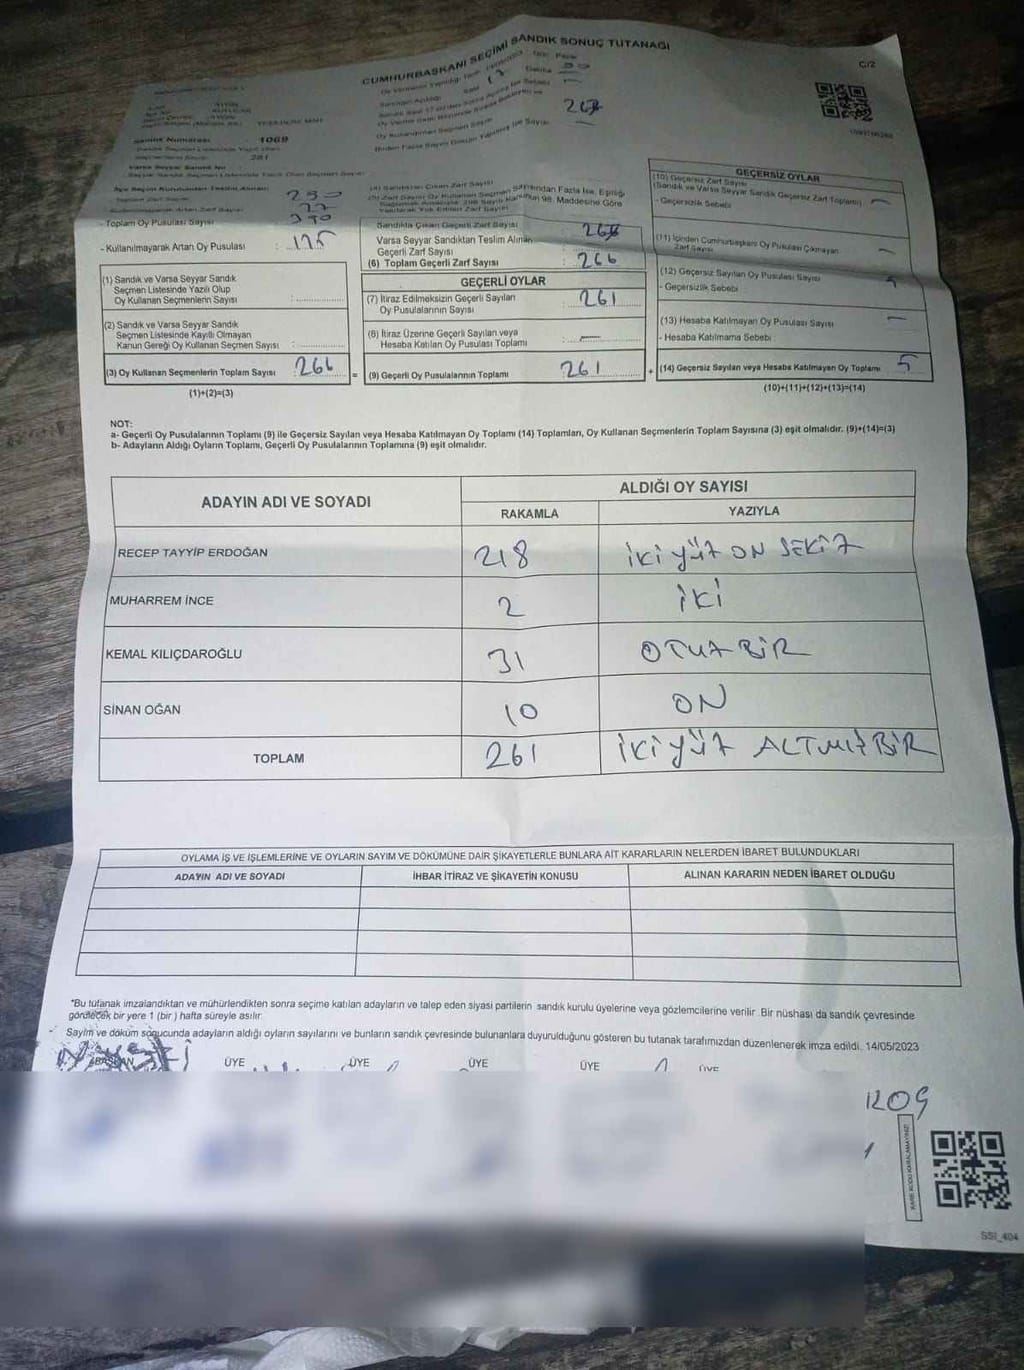 CUMHURBAŞKANI SEÇİMİ SANDIK SONUÇ TUTANAĞI
C/2
Sandık Numarası 1069
281
Sandıktan Çıkan Zarf Sayısı
- Toplam Oy Pusulası Sayısı
- Kullanılmayarak Artan Oy Pusulası : 175
(1) Sandık ve Varsa Seyyar Sandık
Seçmen Listesinde Yazılı Olup
Oy Kullanan Seçmenlerin Sayısı :
(2) Sandık ve Varsa Seyyar Sandık
Seçmen Listesinde Kayıtlı Olmayan
Kanun Gereği Oy Kullanan Seçmen Sayısı :
(3) Oy Kullanan Seçmenlerin Toplam Sayısı : 266
(1)+(2)=(3)
Sandıkta Çıkan Geçerli Zarf Sayısı
Varsa Seyyar Sandıktan Teslim Alınan
Geçerli Zarf Sayısı
(6) Toplam Geçerli Zarf Sayısı : 266
GEÇERLİ OYLAR
(7) İtiraz Edilmeksizin Geçerli Sayılan
Oy Pusulalarının Sayısı : 261
(8) İtiraz Üzerine Geçerli Sayılan veya
Hesaba Katılan Oy Pusulası Toplamı : —
= (9) Geçerli Oy Pusulalarının Toplamı : 261
GEÇERSİZ OYLAR
(10) Geçersiz Zarf Sayısı
(Sandık ve Varsa Seyyar Sandık Geçersiz Zarf Toplamı) —
- Geçersizlik Sebebi
(11) İçinden Cumhurbaşkanı Oy Pusulası Çıkmayan
Zarf Sayısı —
(12) Geçersiz Sayılan Oy Pusulası Sayısı 5
- Geçersizlik Sebebi :
(13) Hesaba Katılmayan Oy Pusulası Sayısı —
- Hesaba Katılmama Sebebi :
+ (14) Geçersiz Sayılan veya Hesaba Katılmayan Oy Toplamı : 5
(10)+(11)+(12)+(13)=(14)
NOT:
a- Geçerli Oy Pusulalarının Toplamı (9) ile Geçersiz Sayılan veya Hesaba Katılmayan Oy Toplamı (14) Toplamları, Oy Kullanan Seçmenlerin Toplam Sayısına (3) eşit olmalıdır. (9)+(14)=(3)
b- Adayların Aldığı Oyların Toplamı, Geçerli Oy Pusulalarının Toplamına (9) eşit olmalıdır.
ADAYIN ADI VE SOYADI
ALDIĞI OY SAYISI
RAKAMLA YAZIYLA
RECEP TAYYİP ERDOĞAN 218 İKİ YÜZ ON SEKİZ
MUHARREM İNCE 2 İKİ
KEMAL KILIÇDAROĞLU 31 OTUZ BİR
SİNAN OĞAN 10 ON
TOPLAM 261 İKİ YÜZ ALTMIŞ BİR
OYLAMA İŞ VE İŞLEMLERİNE VE OYLARIN SAYIM VE DÖKÜMÜNE DAİR ŞİKAYETLERLE BUNLARA AİT KARARLARIN NELERDEN İBARET BULUNDUKLARI
ADAYIN ADI VE SOYADI İHBAR İTİRAZ VE ŞİKAYETİN KONUSU ALINAN KARARIN NEDEN İBARET OLDUĞU
*Bu tutanak imzalandıktan ve mühürlendikten sonra seçime katılan adayların ve talep eden siyasi partilerin sandık kurulu üyelerine veya gözlemcilerine verilir. Bir nüshası da sandık çevresinde
görülecek bir yere 1 (bir) hafta süreyle asılır.
Sayım ve döküm sonucunda adayların aldığı oyların sayılarını ve bunların sandık çevresinde bulunanlara duyurulduğunu gösteren bu tutanak tarafımızdan düzenlenerek imza edildi. 14/05/2023
BAŞKAN ÜYE ÜYE ÜYE ÜYE ÜYE
1209
KARE KODU KARALAMAYINIZ!
SSI_404